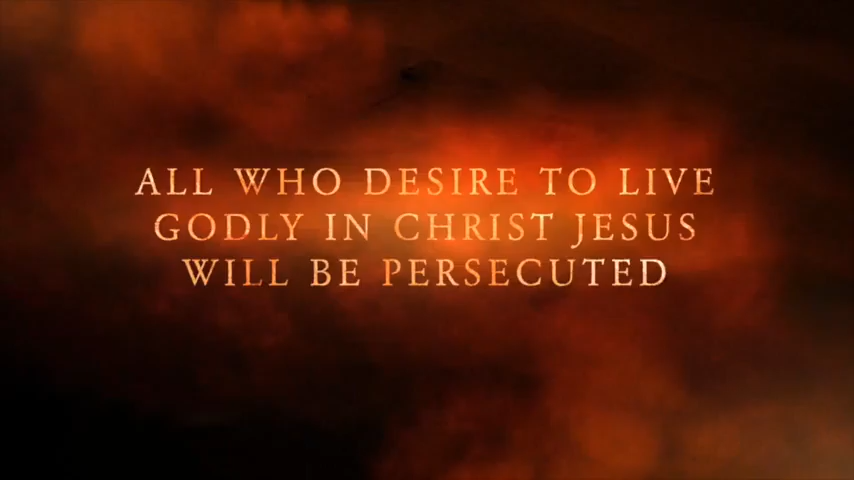 ALL WHO DESIRE TO LIVE
GODLY IN CHRIST JESUS
WILL BE PERSECUTED